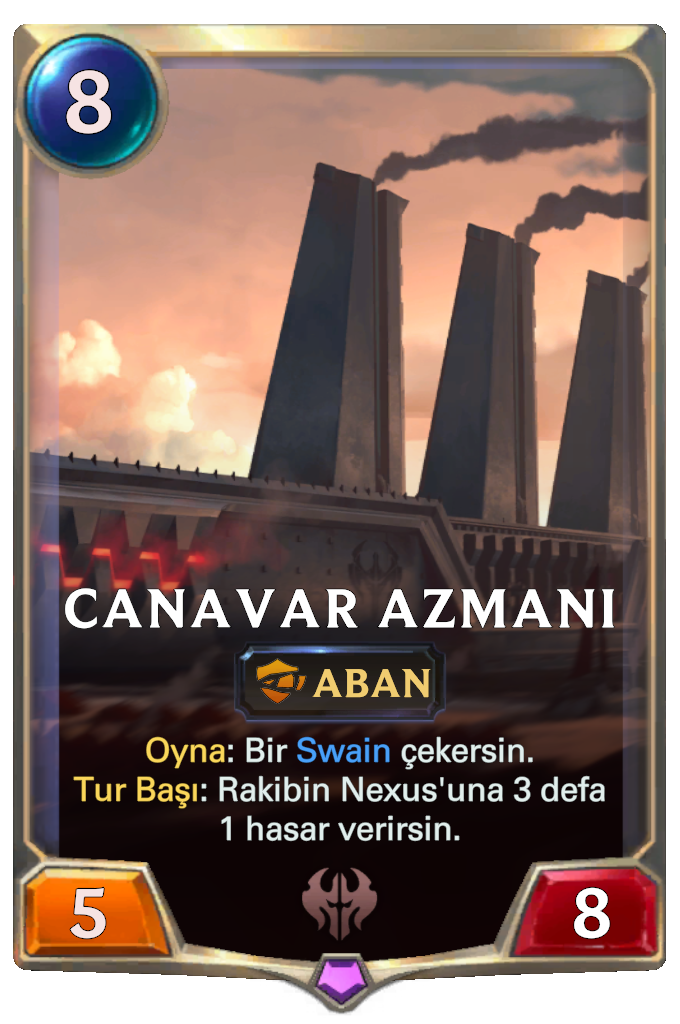 8
CANAVAR AZMANI
ABAN
Oyna: Bir Swain çekersin.
Tur Başı: Rakibin Nexus'una 3 defa
1 hasar verirsin.
5
8